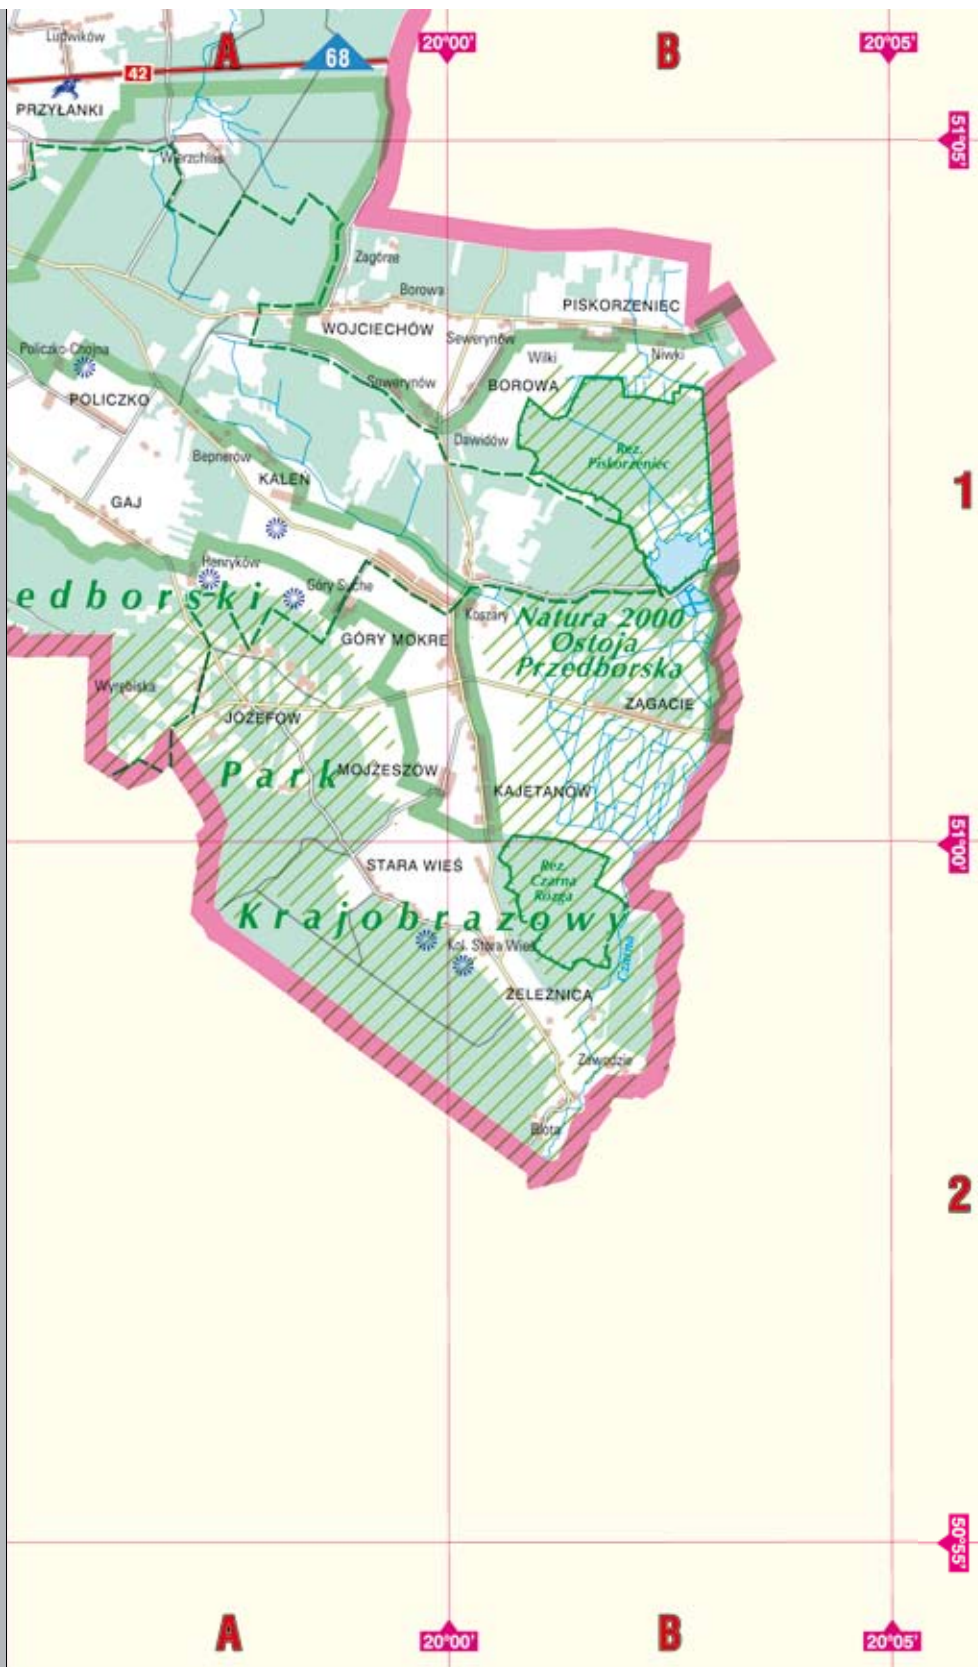 Ludwików
A
68
20°00'
B
20°05'
42
PRZYŁANKI
51°05'
Wierzchlas
Zagórze
Borowa
PISKORZENIEC
WOJCIECHÓW
Sewerynów
Niwki
Wilki
Policzko-Chojna
Sewerynów
BOROWA
POLICZKO
Dawidów
Rez.
Piskorzeniec
Bepnerów
KALEŃ
1
GAJ
Henryków
Góry Suche
edborski
Koszary
Natura 2000
Ostoja
Przedborska
GÓRY MOKRE
Wyrębiska
ZAGACIE
JÓZEFÓW
Park
MOJŻESZÓW
KAJETANÓW
51°00'
STARA WIEŚ
Rez.
Czarna
Rózga
Krajobrazowy
Kol. Stara Wieś
Czarna
ŻELEŹNICA
Zawodzie
Błota
2
50°55'
A
20°00'
B
20°05'